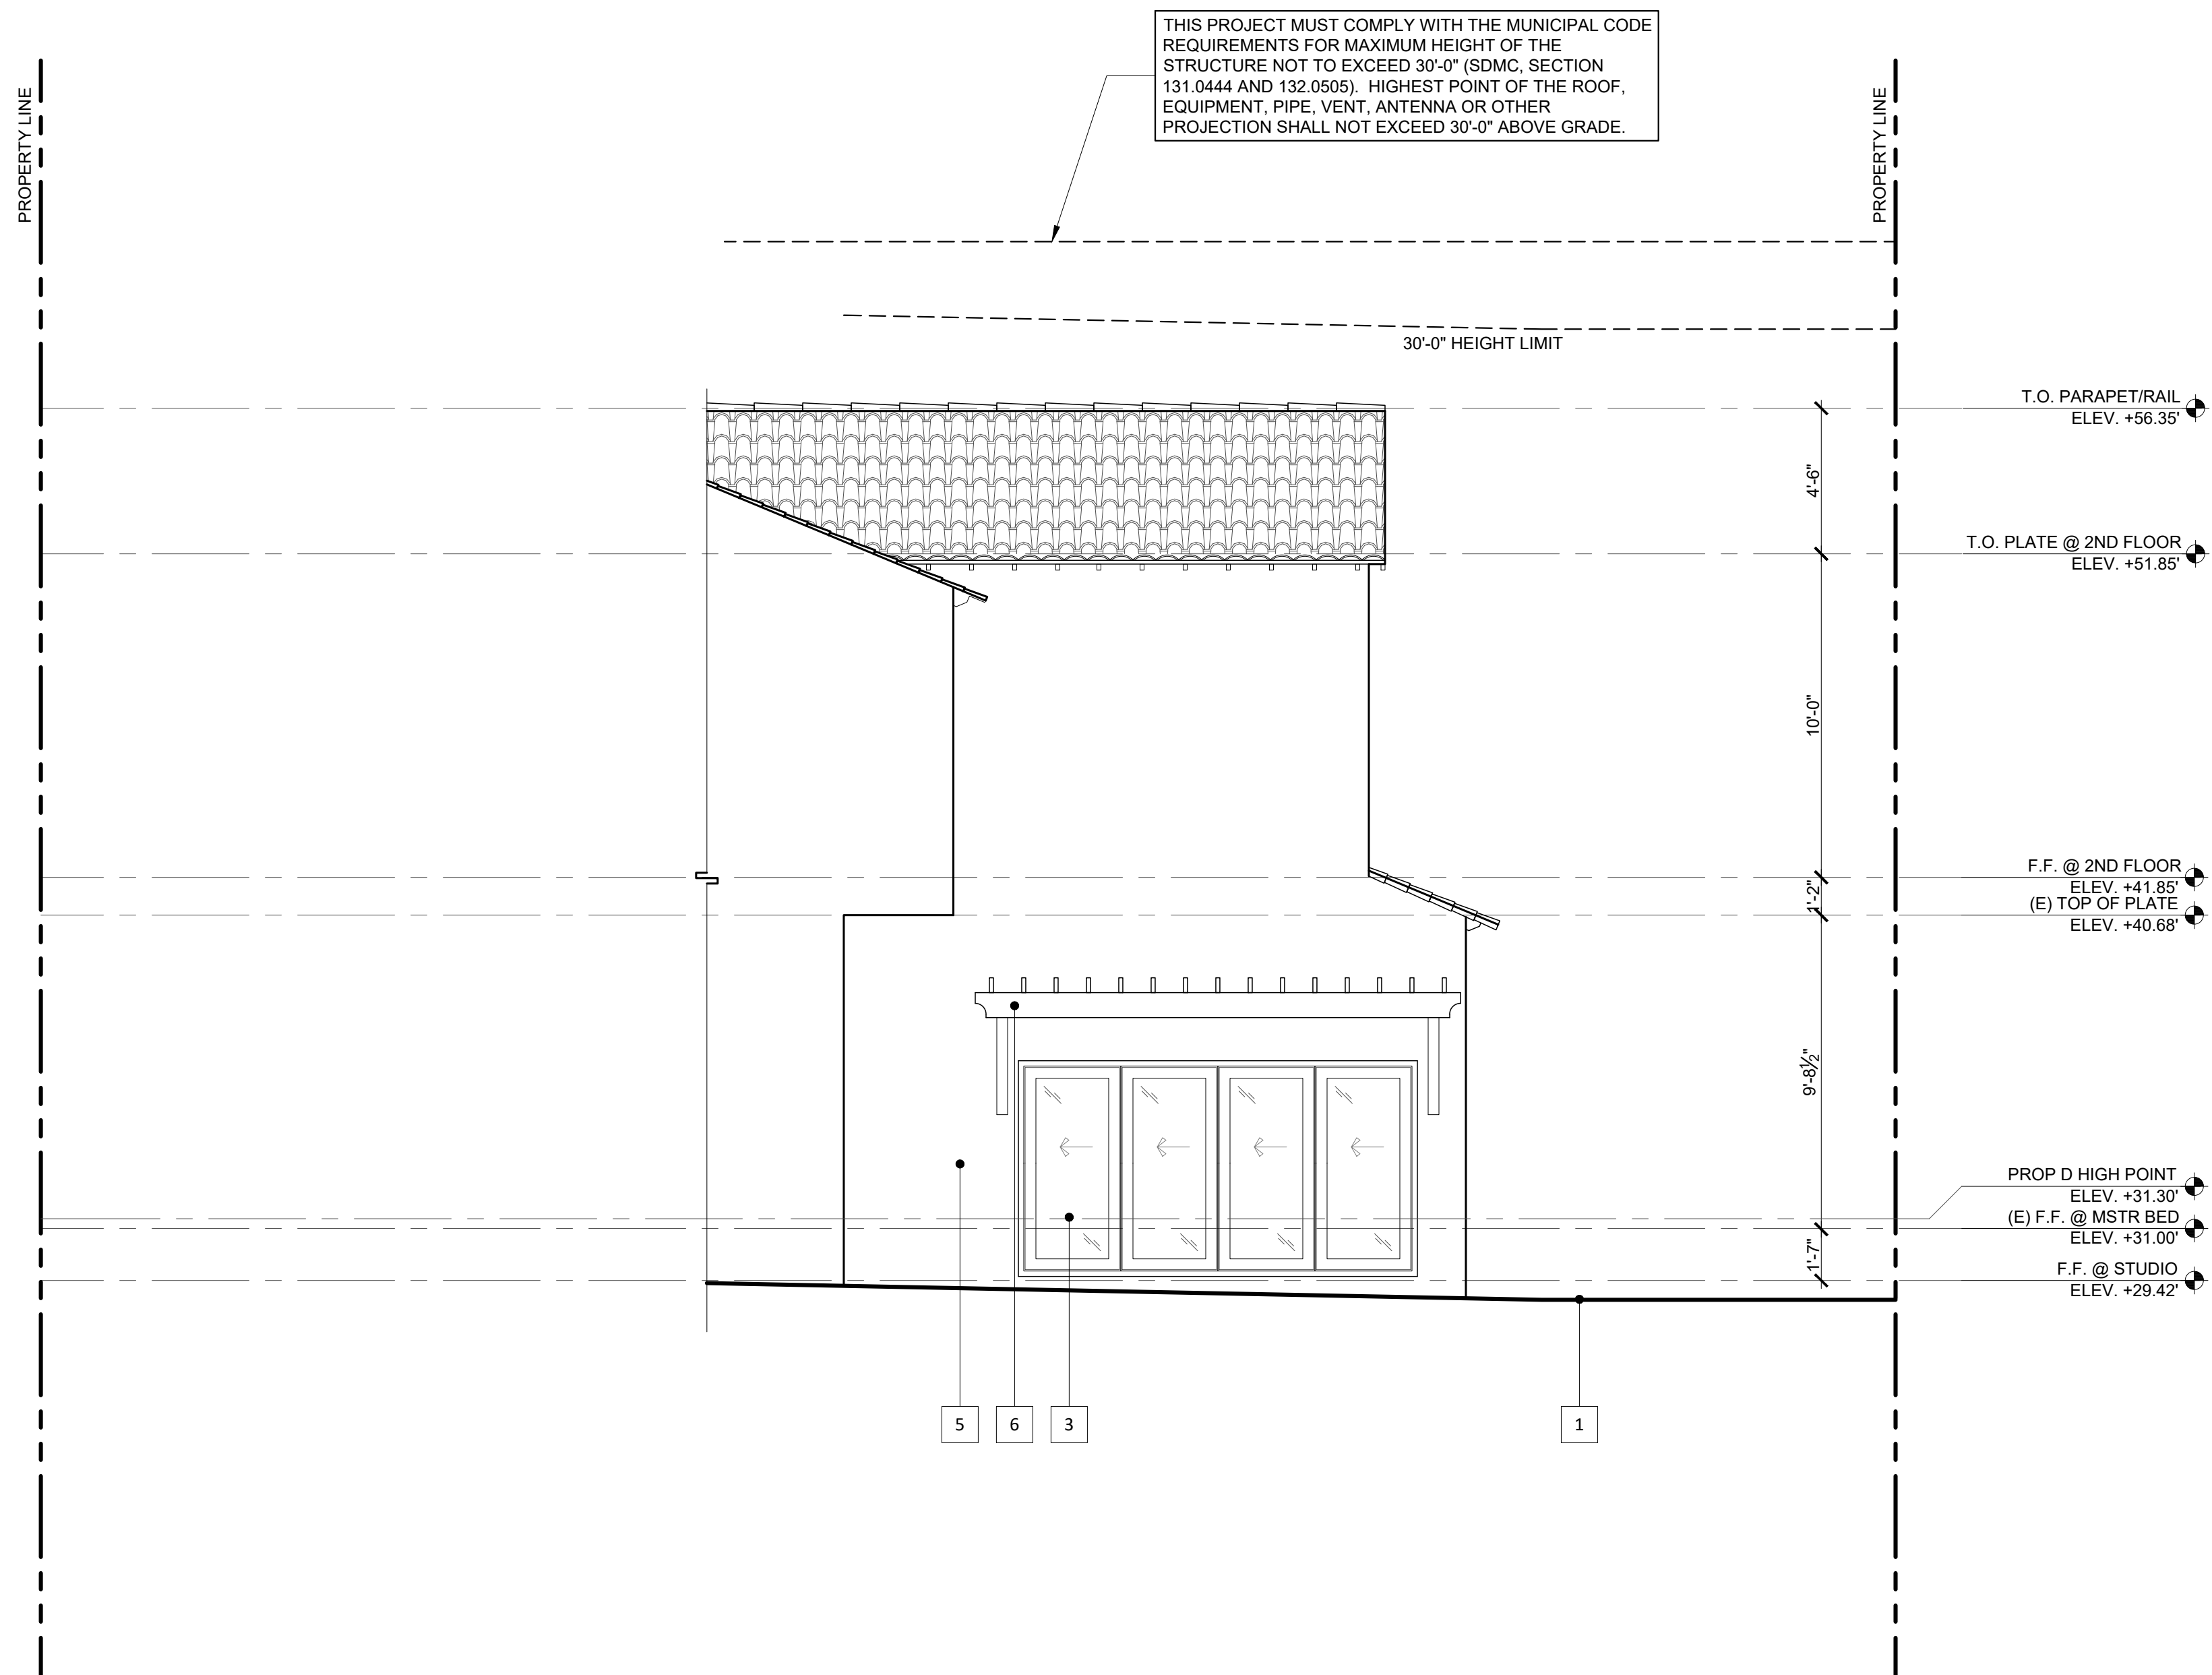 THIS PROJECT MUST COMPLY WITH THE MUNICIPAL CODE
REQUIREMENTS FOR MAXIMUM HEIGHT OF THE
STRUCTURE NOT TO EXCEED 30'-0" (SDMC, SECTION
131.0444 AND 132.0505). HIGHEST POINT OF THE ROOF,
EQUIPMENT, PIPE, VENT, ANTENNA OR OTHER
PROJECTION SHALL NOT EXCEED 30'-0" ABOVE GRADE.
PROPERTY LINE
PROPERTY LINE
30'-0" HEIGHT LIMIT
T.O. PARAPET/RAIL
ELEV. +56.35'
4'-6"
T.O. PLATE @ 2ND FLOOR
ELEV. +51.85'
10'-0"
F.F. @ 2ND FLOOR
ELEV. +41.85'
1'-2"
(E) TOP OF PLATE
ELEV. +40.68'
9'-8½"
PROP D HIGH POINT
ELEV. +31.30'
(E) F.F. @ MSTR BED
ELEV. +31.00'
1'-7"
F.F. @ STUDIO
ELEV. +29.42'
5
6
3
1